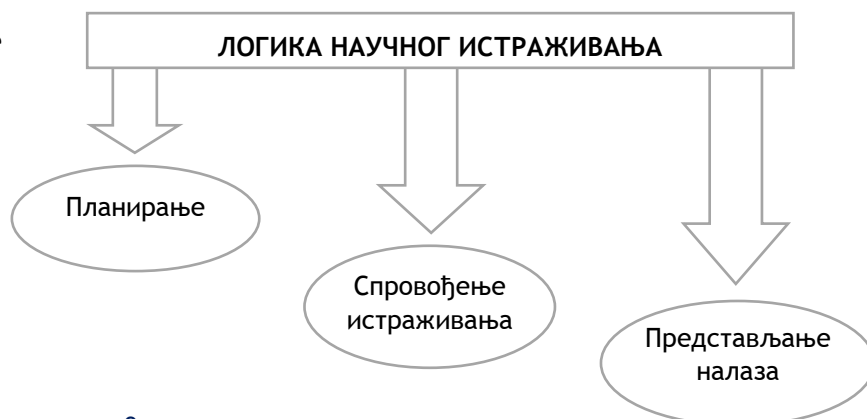 ЛОГИКА НАУЧНОГ ИСТРАЖИВАЊА
Планирање
Спровођење
истраживања
Представљање
налаза